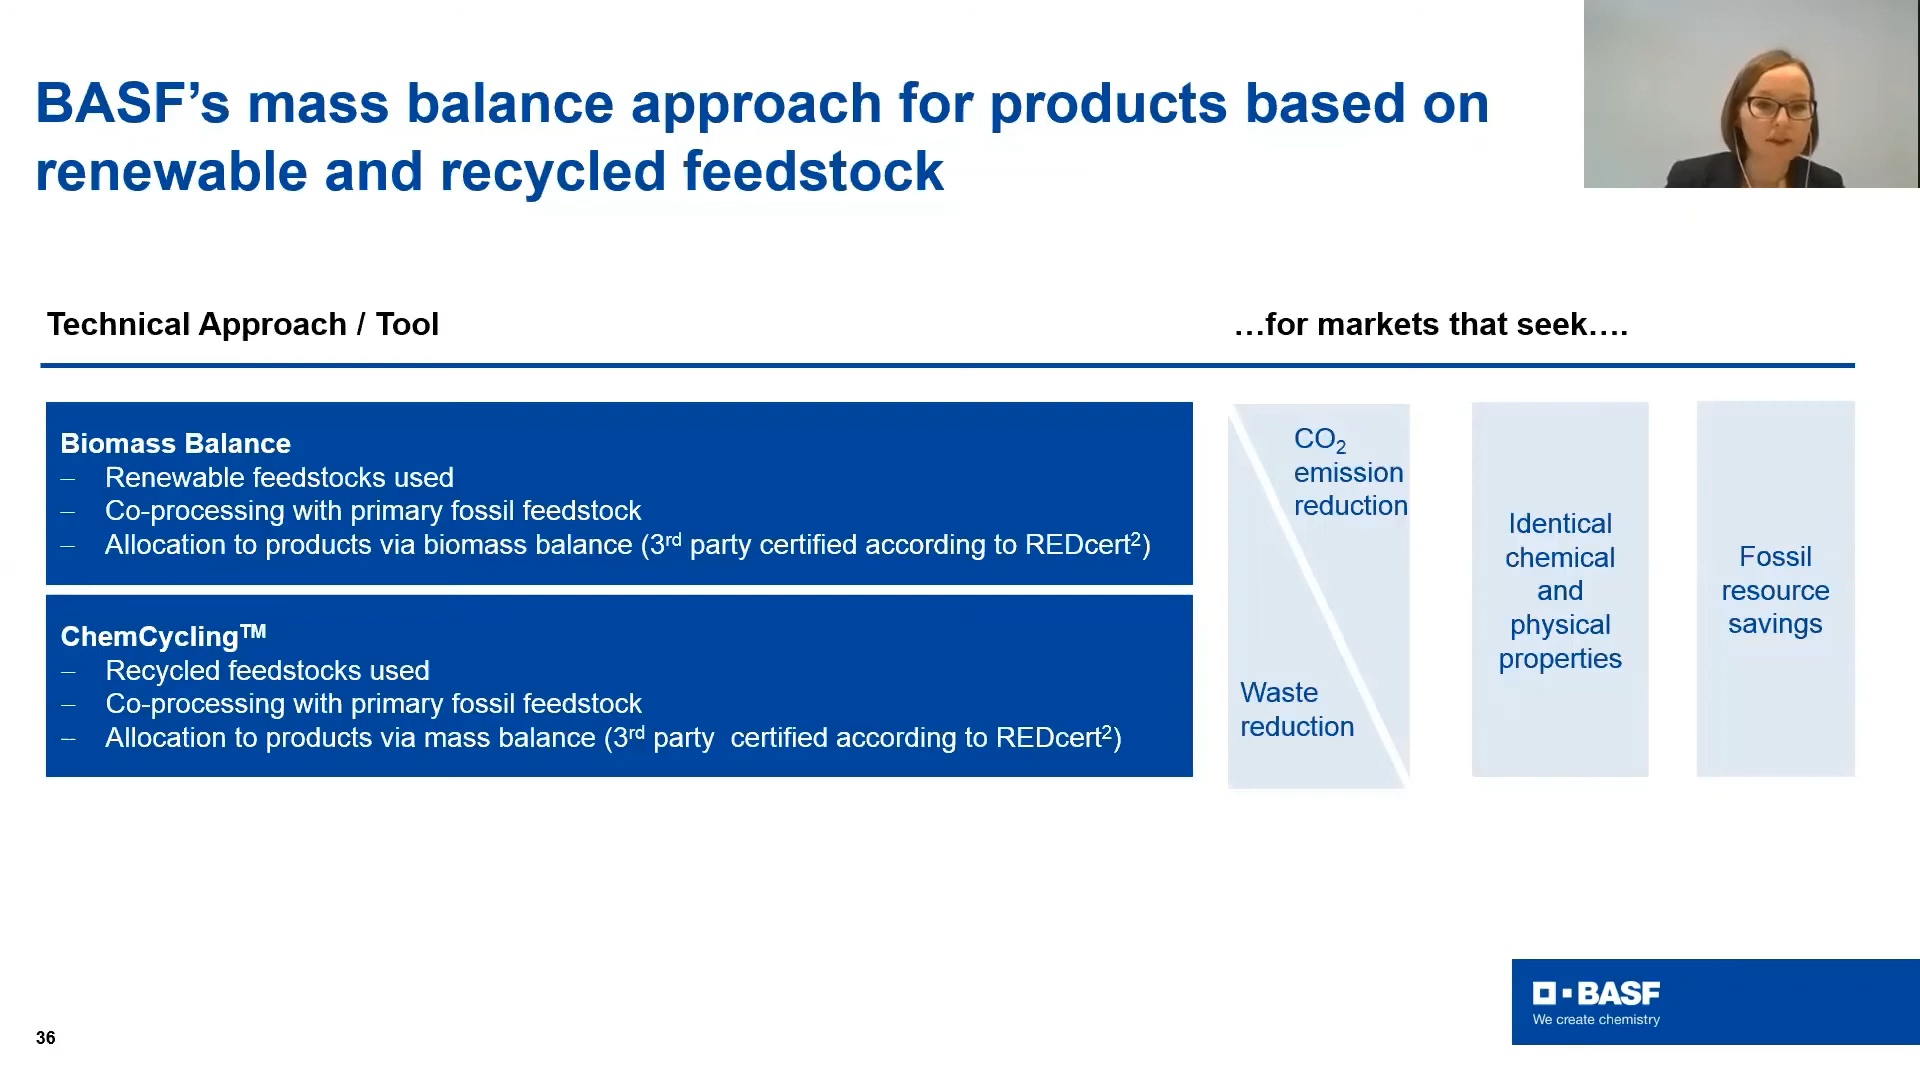 BASF’s mass balance approach for products based on
renewable and recycled feedstock
Technical Approach / Tool
…for markets that seek….
Biomass Balance
– Renewable feedstocks used
– Co-processing with primary fossil feedstock
– Allocation to products via biomass balance (3rd party certified according to REDcert²)
ChemCycling™
– Recycled feedstocks used
– Co-processing with primary fossil feedstock
– Allocation to products via mass balance (3rd party certified according to REDcert²)
CO₂
emission
reduction
Waste
reduction
Identical
chemical
and
physical
properties
Fossil
resource
savings
BASF
We create chemistry
36